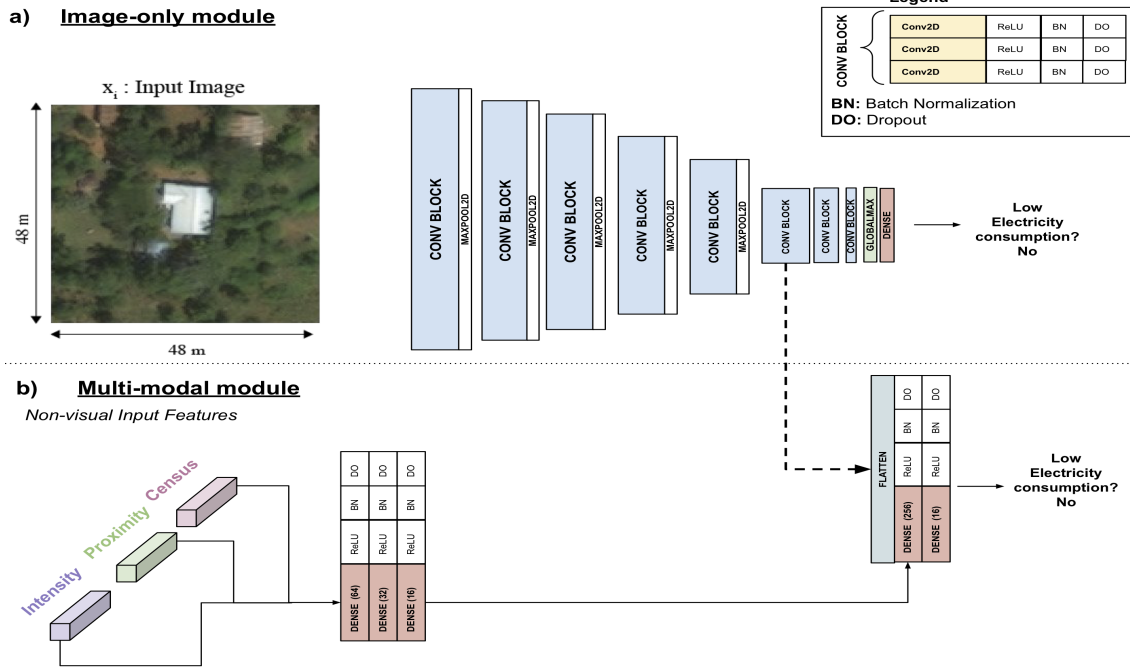 a) Image-only module
Legend
CONV BLOCK
Conv2D ReLU BN DO
Conv2D ReLU BN DO
Conv2D ReLU BN DO
BN: Batch Normalization
DO: Dropout
xi : Input Image
48 m
48 m
CONV BLOCK
MAXPOOL2D
CONV BLOCK
MAXPOOL2D
CONV BLOCK
MAXPOOL2D
CONV BLOCK
MAXPOOL2D
CONV BLOCK
MAXPOOL2D
CONV BLOCK
CONV BLOCK
CONV BLOCK
GLOBALMAX
DENSE
Low
Electricity
consumption?
No
b) Multi-modal module
Non-visual Input Features
Intensity
Proximity
Census
DENSE (64) ReLU BN DO
DENSE (32) ReLU BN DO
DENSE (16) ReLU BN DO
FLATTEN
DENSE (256) ReLU BN DO
DENSE (16) ReLU BN DO
Low
Electricity
consumption?
No